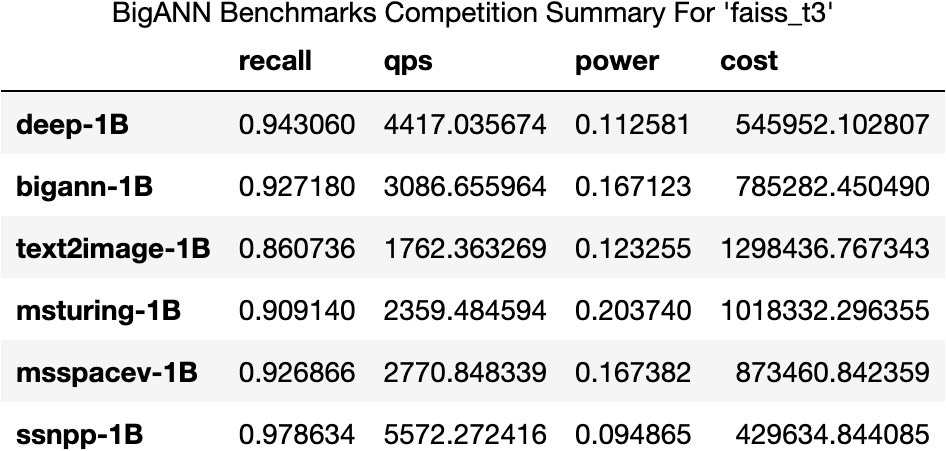 BigANN Benchmarks Competition Summary For 'faiss_t3'
recall qps power cost
deep-1B 0.943060 4417.035674 0.112581 545952.102807
bigann-1B 0.927180 3086.655964 0.167123 785282.450490
text2image-1B 0.860736 1762.363269 0.123255 1298436.767343
msturing-1B 0.909140 2359.484594 0.203740 1018332.296355
msspacev-1B 0.926866 2770.848339 0.167382 873460.842359
ssnpp-1B 0.978634 5572.272416 0.094865 429634.844085